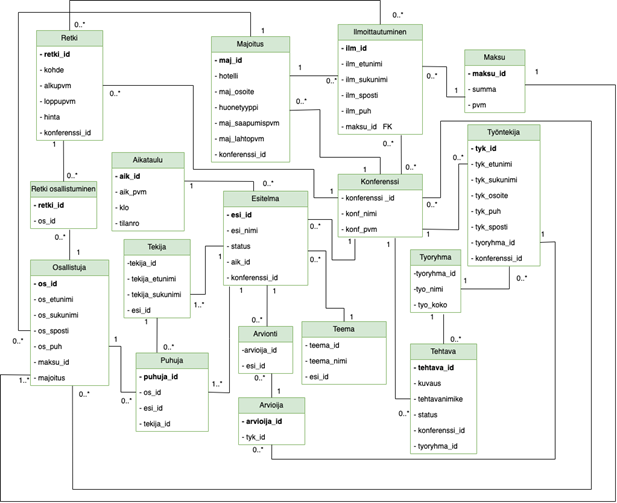 Retki
- retki_id
- kohde
- alkupvm
- loppupvm
- hinta
- konferenssi_id
Majoitus
- maj_id
- hotelli
- maj_osoite
- huonetyyppi
- maj_saapumispvm
- maj_lahtopvm
- konferenssi_id
Ilmoittautuminen
- ilm_id
- ilm_etunimi
- ilm_sukunimi
- ilm_sposti
- ilm_puh
- maksu_id FK
Maksu
- maksu_id
- summa
- pvm
Työntekija
- tyk_id
- tyk_etunimi
- tyk_sukunimi
- tyk_osoite
- tyk_puh
- tyk_sposti
- tyoryhma_id
- konferenssi_id
Aikataulu
- aik_id
- aik_pvm
- klo
- tilanro
Retki osallistuminen
- retki_id
- os_id
Esitelma
- esi_id
- esi_nimi
- status
- aik_id
- konferenssi_id
Konferenssi
- konferenssi _id
- konf_nimi
- konf_pvm
Tekija
-tekija_id
- tekija_etunimi
- tekija_sukunimi
- esi_id
Tyoryhma
-tyoryhma_id
- tyo_nimi
- tyo_koko
Osallistuja
- os_id
- os_etunimi
- os_sukunimi
- os_sposti
- os_puh
- maksu_id
- majoitus
Arvionti
-arvioija_id
- esi_id
Teema
- teema_id
- teema_nimi
- esi_id
Puhuja
- puhuja_id
- os_id
- esi_id
- tekija_id
Tehtava
- tehtava_id
- kuvaus
- tehtavanimike
- status
- konferenssi_id
- tyoryhma_id
Arvioija
- arvioija_id
- tyk_id
0..*
1
0..*
1
0..*
0..*
1
1
0..*
0..*
0..*
1
0..*
1
0..*
1
0..*
1
1
0..*
0..*
1
0..*
1
1
0..*
1
1..*
0..*
1
1
0..*
1
0..*
1..*
1
0..*
1
0..*
1
1..*
0..*
1
0..*
1
0..*
1
0..*